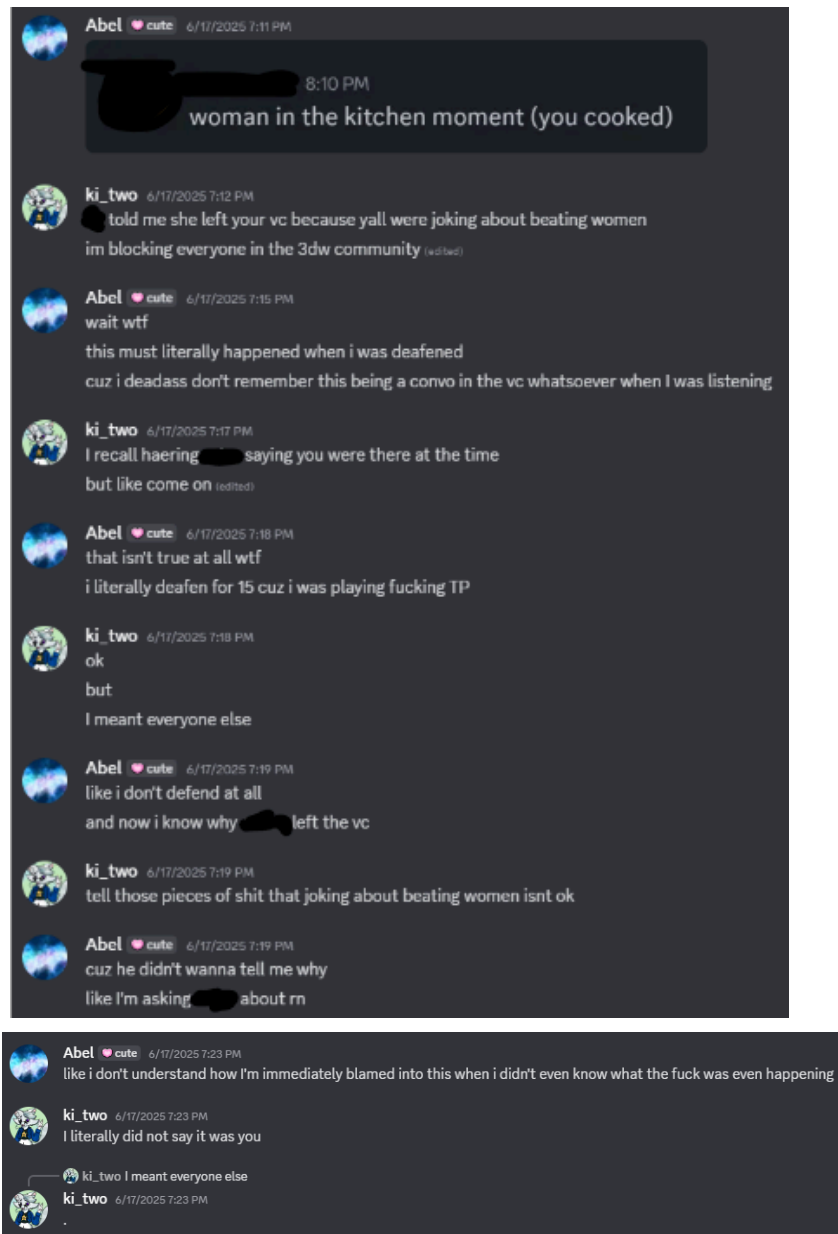 Abel cute 6/17/2025 7:11 PM
8:10 PM
woman in the kitchen moment (you cooked)
ki_two 6/17/2025 7:12 PM
told me she left your vc because yall were joking about beating women
im blocking everyone in the 3dw community (edited)
Abel cute 6/17/2025 7:15 PM
wait wtf
this must literally happened when i was deafened
cuz i deadass don't remember this being a convo in the vc whatsoever when I was listening
ki_two 6/17/2025 7:17 PM
I recall haering saying you were there at the time
but like come on (edited)
Abel cute 6/17/2025 7:18 PM
that isn't true at all wtf
i literally deafen for 15 cuz i was playing fucking TP
ki_two 6/17/2025 7:18 PM
ok
but
I meant everyone else
Abel cute 6/17/2025 7:19 PM
like i don't defend at all
and now i know why left the vc
ki_two 6/17/2025 7:19 PM
tell those pieces of shit that joking about beating women isnt ok
Abel cute 6/17/2025 7:19 PM
cuz he didn't wanna tell me why
like I'm asking about rn
Abel cute 6/17/2025 7:23 PM
like i don't understand how I'm immediately blamed into this when i didn't even know what the fuck was even happening
ki_two 6/17/2025 7:23 PM
I literally did not say it was you
ki_two I meant everyone else
ki_two 6/17/2025 7:23 PM
.